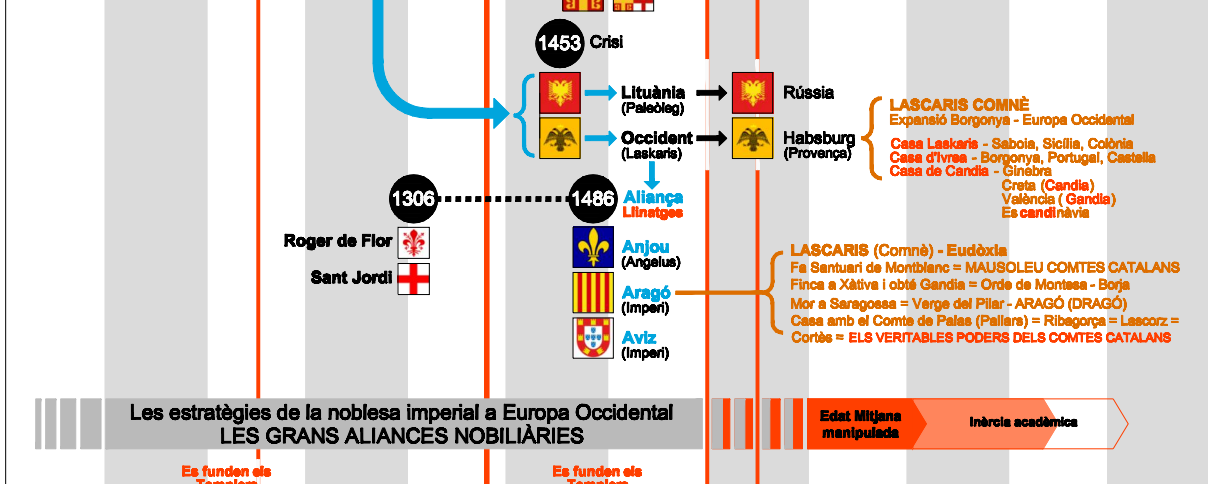 1453 Crisi
Lituània
(Paleòleg)
Rússia
Occident
(Laskaris)
Habsburg
(Provença)
LASCARIS COMNÈ
Expansió Borgonya - Europa Occidental
Casa Laskaris - Saboia, Sicília, Colònia
Casa d'Ivrea - Borgonya, Portugal, Castella
Casa de Candia - Ginebra
Creta (Candia)
València ( Gandia)
Es candinàvia
1306
1486
Aliança
Llinatges
Roger de Flor
Sant Jordi
Anjou
(Angelus)
Aragó
(Imperi)
Aviz
(Imperi)
LASCARIS (Comnè) - Eudòxia
Fa Santuari de Montblanc = MAUSOLEU COMTES CATALANS
Finca a Xàtiva i obté Gandia = Orde de Montesa - Borja
Mor a Saragossa = Verge del Pilar - ARAGÓ (DRAGÓ)
Casa amb el Comte de Palas (Pallars) = Ribagorça = Lascorz =
Cortès = ELS VERITABLES PODERS DELS COMTES CATALANS
Les estratègies de la noblesa imperial a Europa Occidental
LES GRANS ALIANCES NOBILIÀRIES
Edat Mitjana
manipulada
Inèrcia acadèmica
Es funden els
Templers
Es funden els
Templers